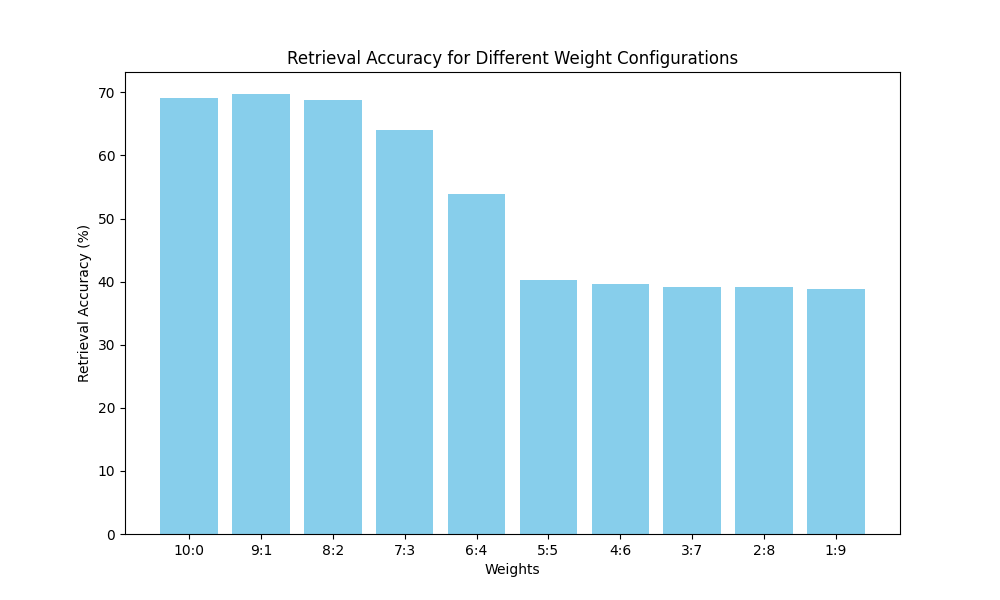 Retrieval Accuracy for Different Weight Configurations
Retrieval Accuracy (%)
70
60
50
40
30
20
10
0
10:0 9:1 8:2 7:3 6:4 5:5 4:6 3:7 2:8 1:9
Weights